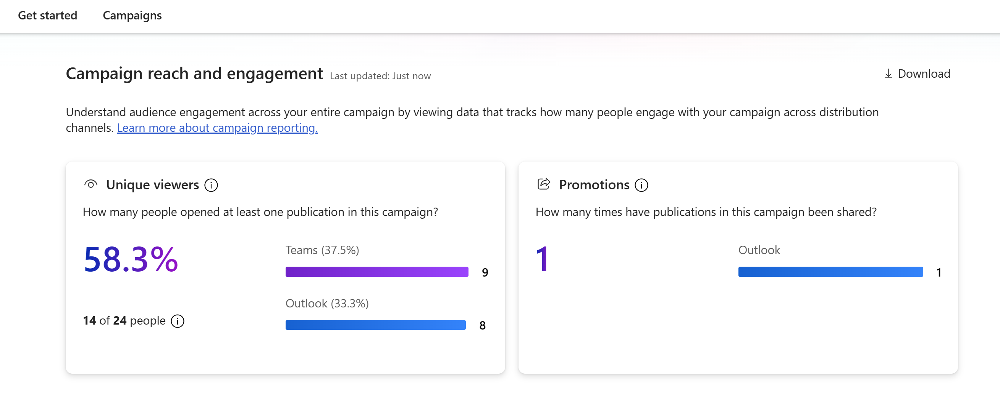 Get started
Campaigns
Campaign reach and engagement Last updated: Just now
Download
Understand audience engagement across your entire campaign by viewing data that tracks how many people engage with your campaign across distribution
channels. Learn more about campaign reporting.
Unique viewers
How many people opened at least one publication in this campaign?
58.3%
14 of 24 people
Teams (37.5%)
9
Outlook (33.3%)
8
Promotions
How many times have publications in this campaign been shared?
1
Outlook
1